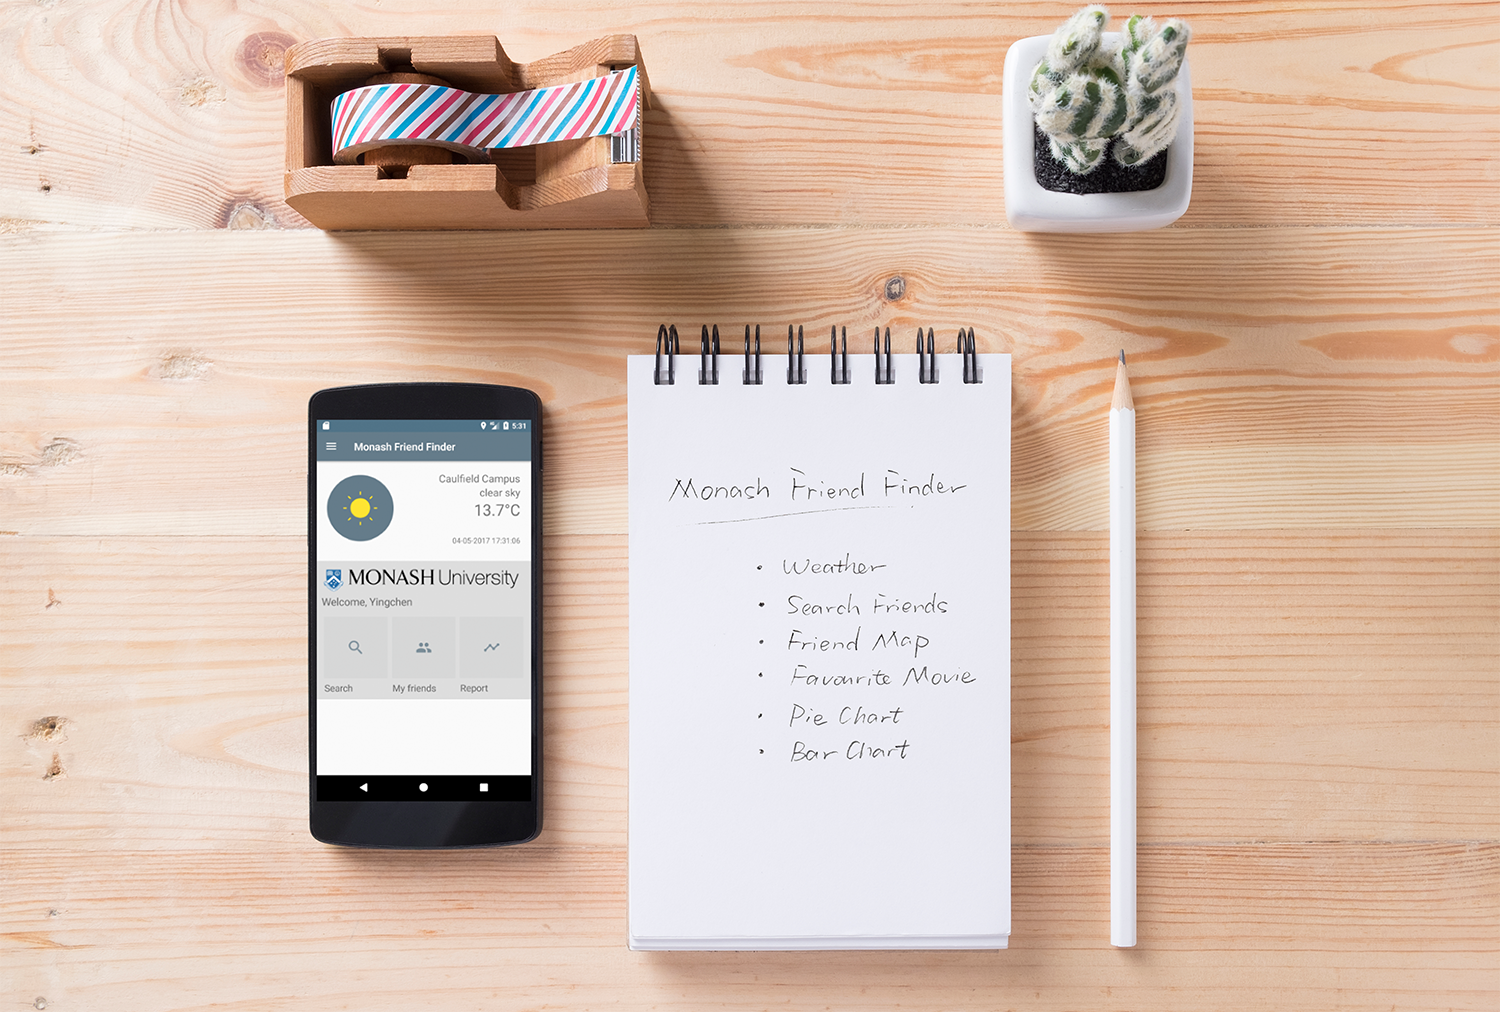 5:31
Monash Friend Finder
Caulfield Campus
clear sky
13.7°C
04-05-2017 17:31:06
MONASH University
Welcome, Yingchen
Search
My friends
Report
Monash Friend Finder
• Weather
• Search Friends
• Friend Map
• Favourite Movie
• Pie Chart
• Bar Chart